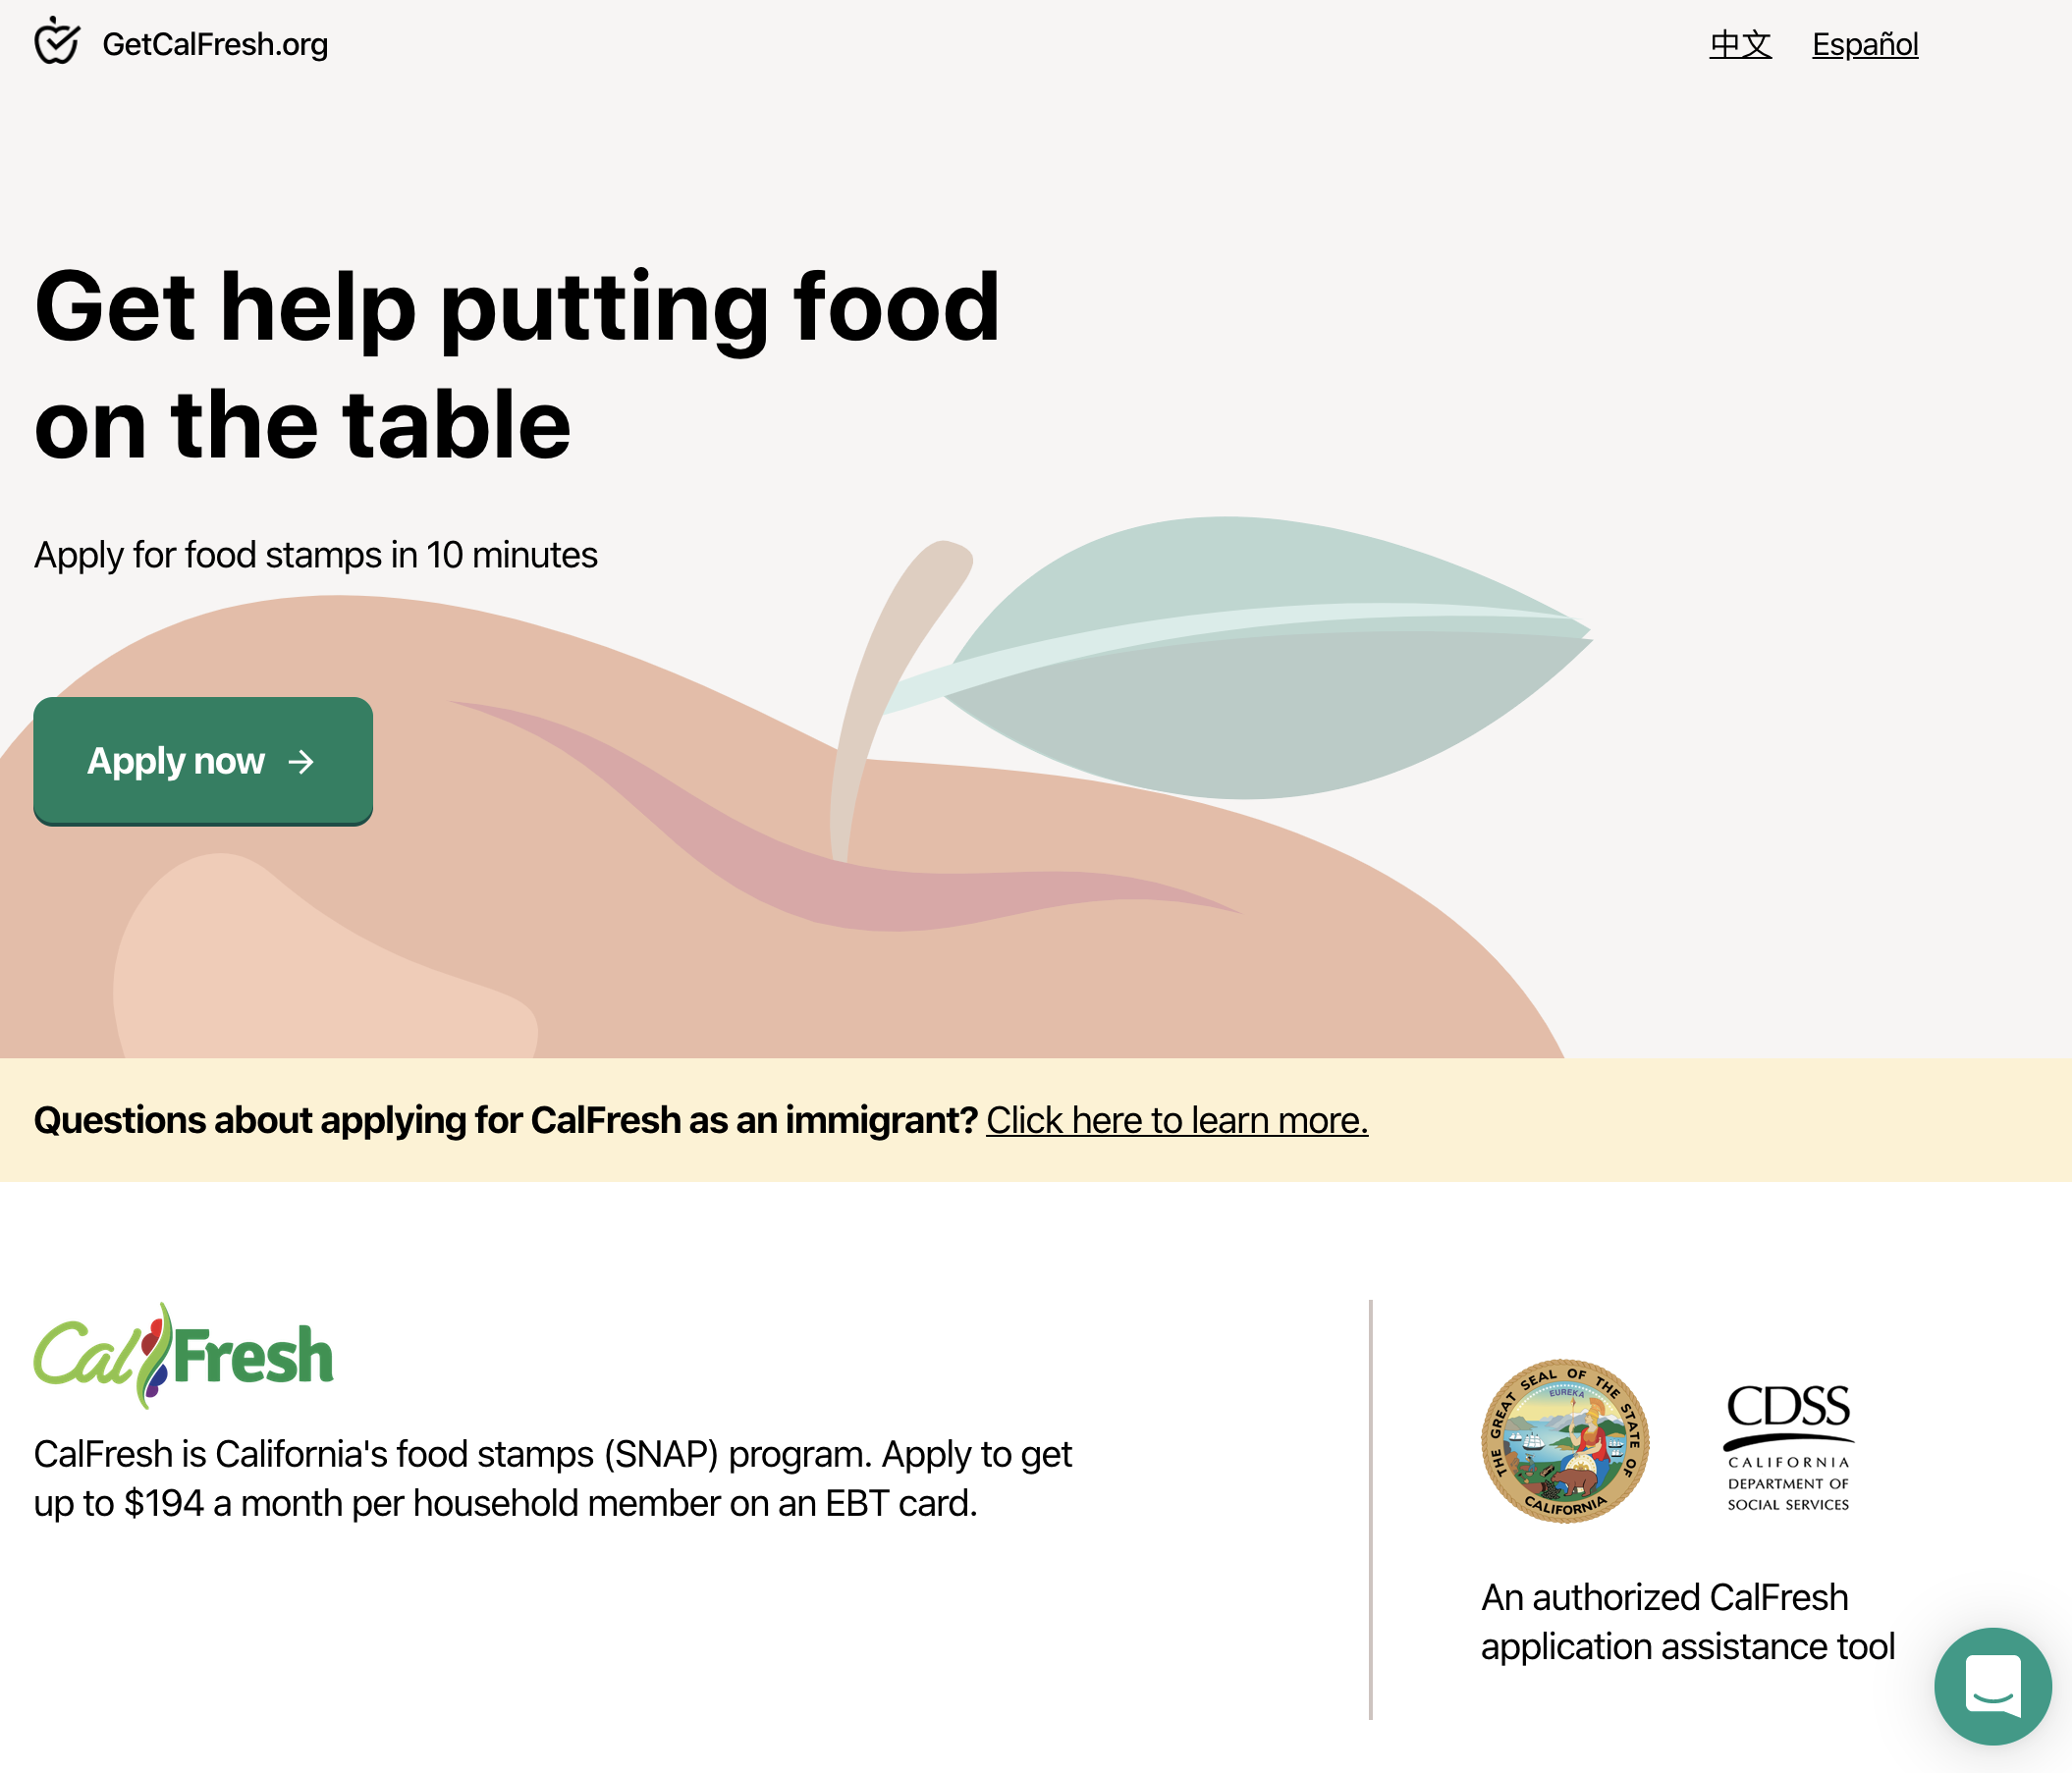 GetCalFresh.org
中文
Español
Get help putting food
on the table
Apply for food stamps in 10 minutes
Apply now →
Questions about applying for CalFresh as an immigrant? Click here to learn more.
CalFresh
CalFresh is California's food stamps (SNAP) program. Apply to get
up to $194 a month per household member on an EBT card.
THE GREAT SEAL OF THE STATE OF
CALIFORNIA
EUREKA
CDSS
CALIFORNIA
DEPARTMENT OF
SOCIAL SERVICES
An authorized CalFresh
application assistance tool